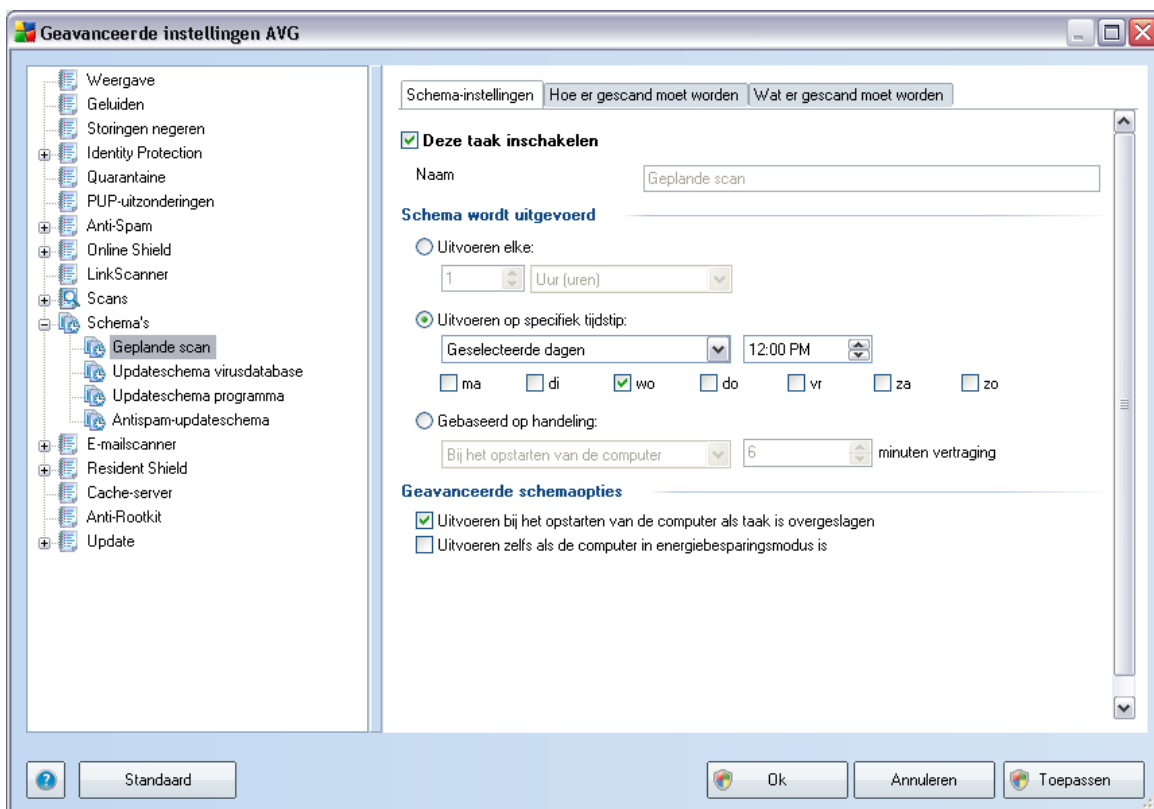 Geavanceerde instellingen AVG
Weergave
Geluiden
Storingen negeren
Identity Protection
Quarantaine
PUP-uitzonderingen
Anti-Spam
Online Shield
LinkScanner
Scans
Schema's
Geplande scan
Updateschema virusdatabase
Updateschema programma
Antispam-updateschema
E-mailscanner
Resident Shield
Cache-server
Anti-Rootkit
Update
Schema-instellingen Hoe er gescand moet worden Wat er gescand moet worden
Deze taak inschakelen
Naam Geplande scan
Schema wordt uitgevoerd
Uitvoeren elke:
1 Uur (uren)
Uitvoeren op specifiek tijdstip:
Geselecteerde dagen 12:00 PM
ma di wo do vr za zo
Gebaseerd op handeling:
Bij het opstarten van de computer 6 minuten vertraging
Geavanceerde schemaopties
Uitvoeren bij het opstarten van de computer als taak is overgeslagen
Uitvoeren zelfs als de computer in energiebesparingsmodus is
? Standaard Ok Annuleren Toepassen